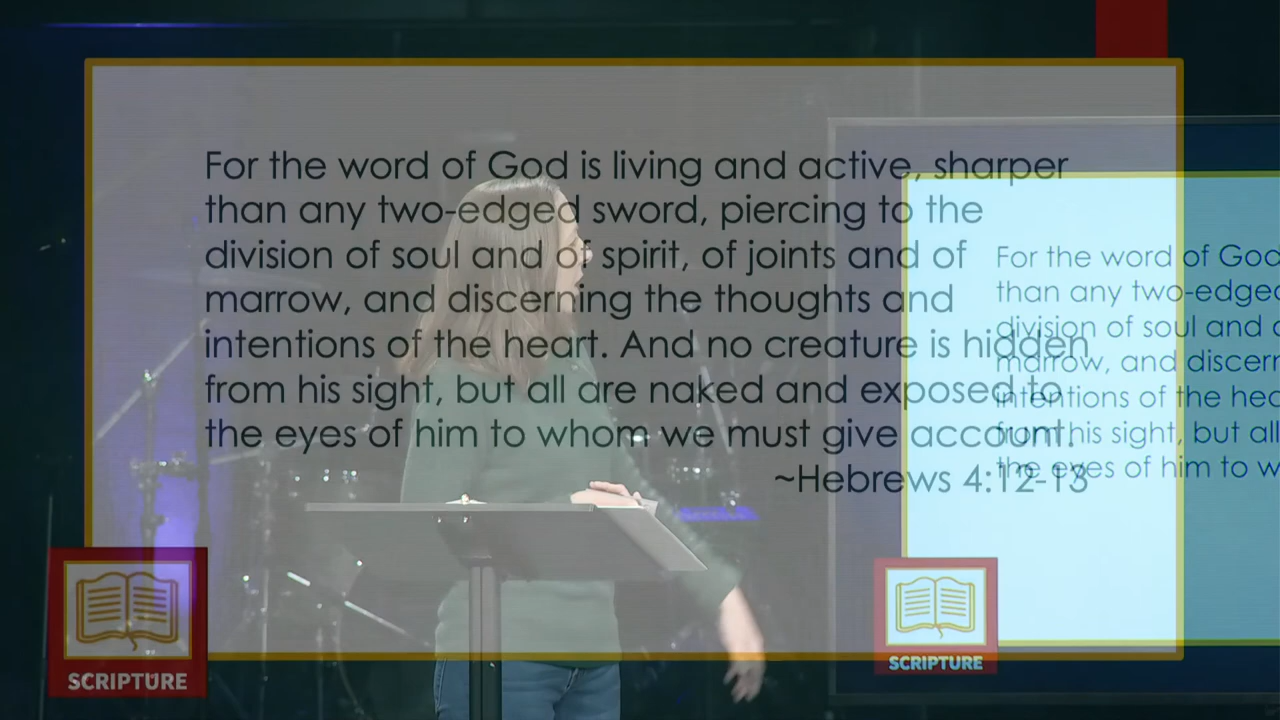 For the word of God is living and active, sharper
than any two-edged sword, piercing to the
division of soul and of spirit, of joints and of
marrow, and discerning the thoughts and
intentions of the heart. And no creature is hidden
from his sight, but all are naked and exposed to
the eyes of him to whom we must give account.
~Hebrews 4:12-13
SCRIPTURE
For the word of God
than any two-edged
division of soul and
marrow, and discern
intentions of the hea
from his sight, but all
the eyes of him to w
SCRIPTURE